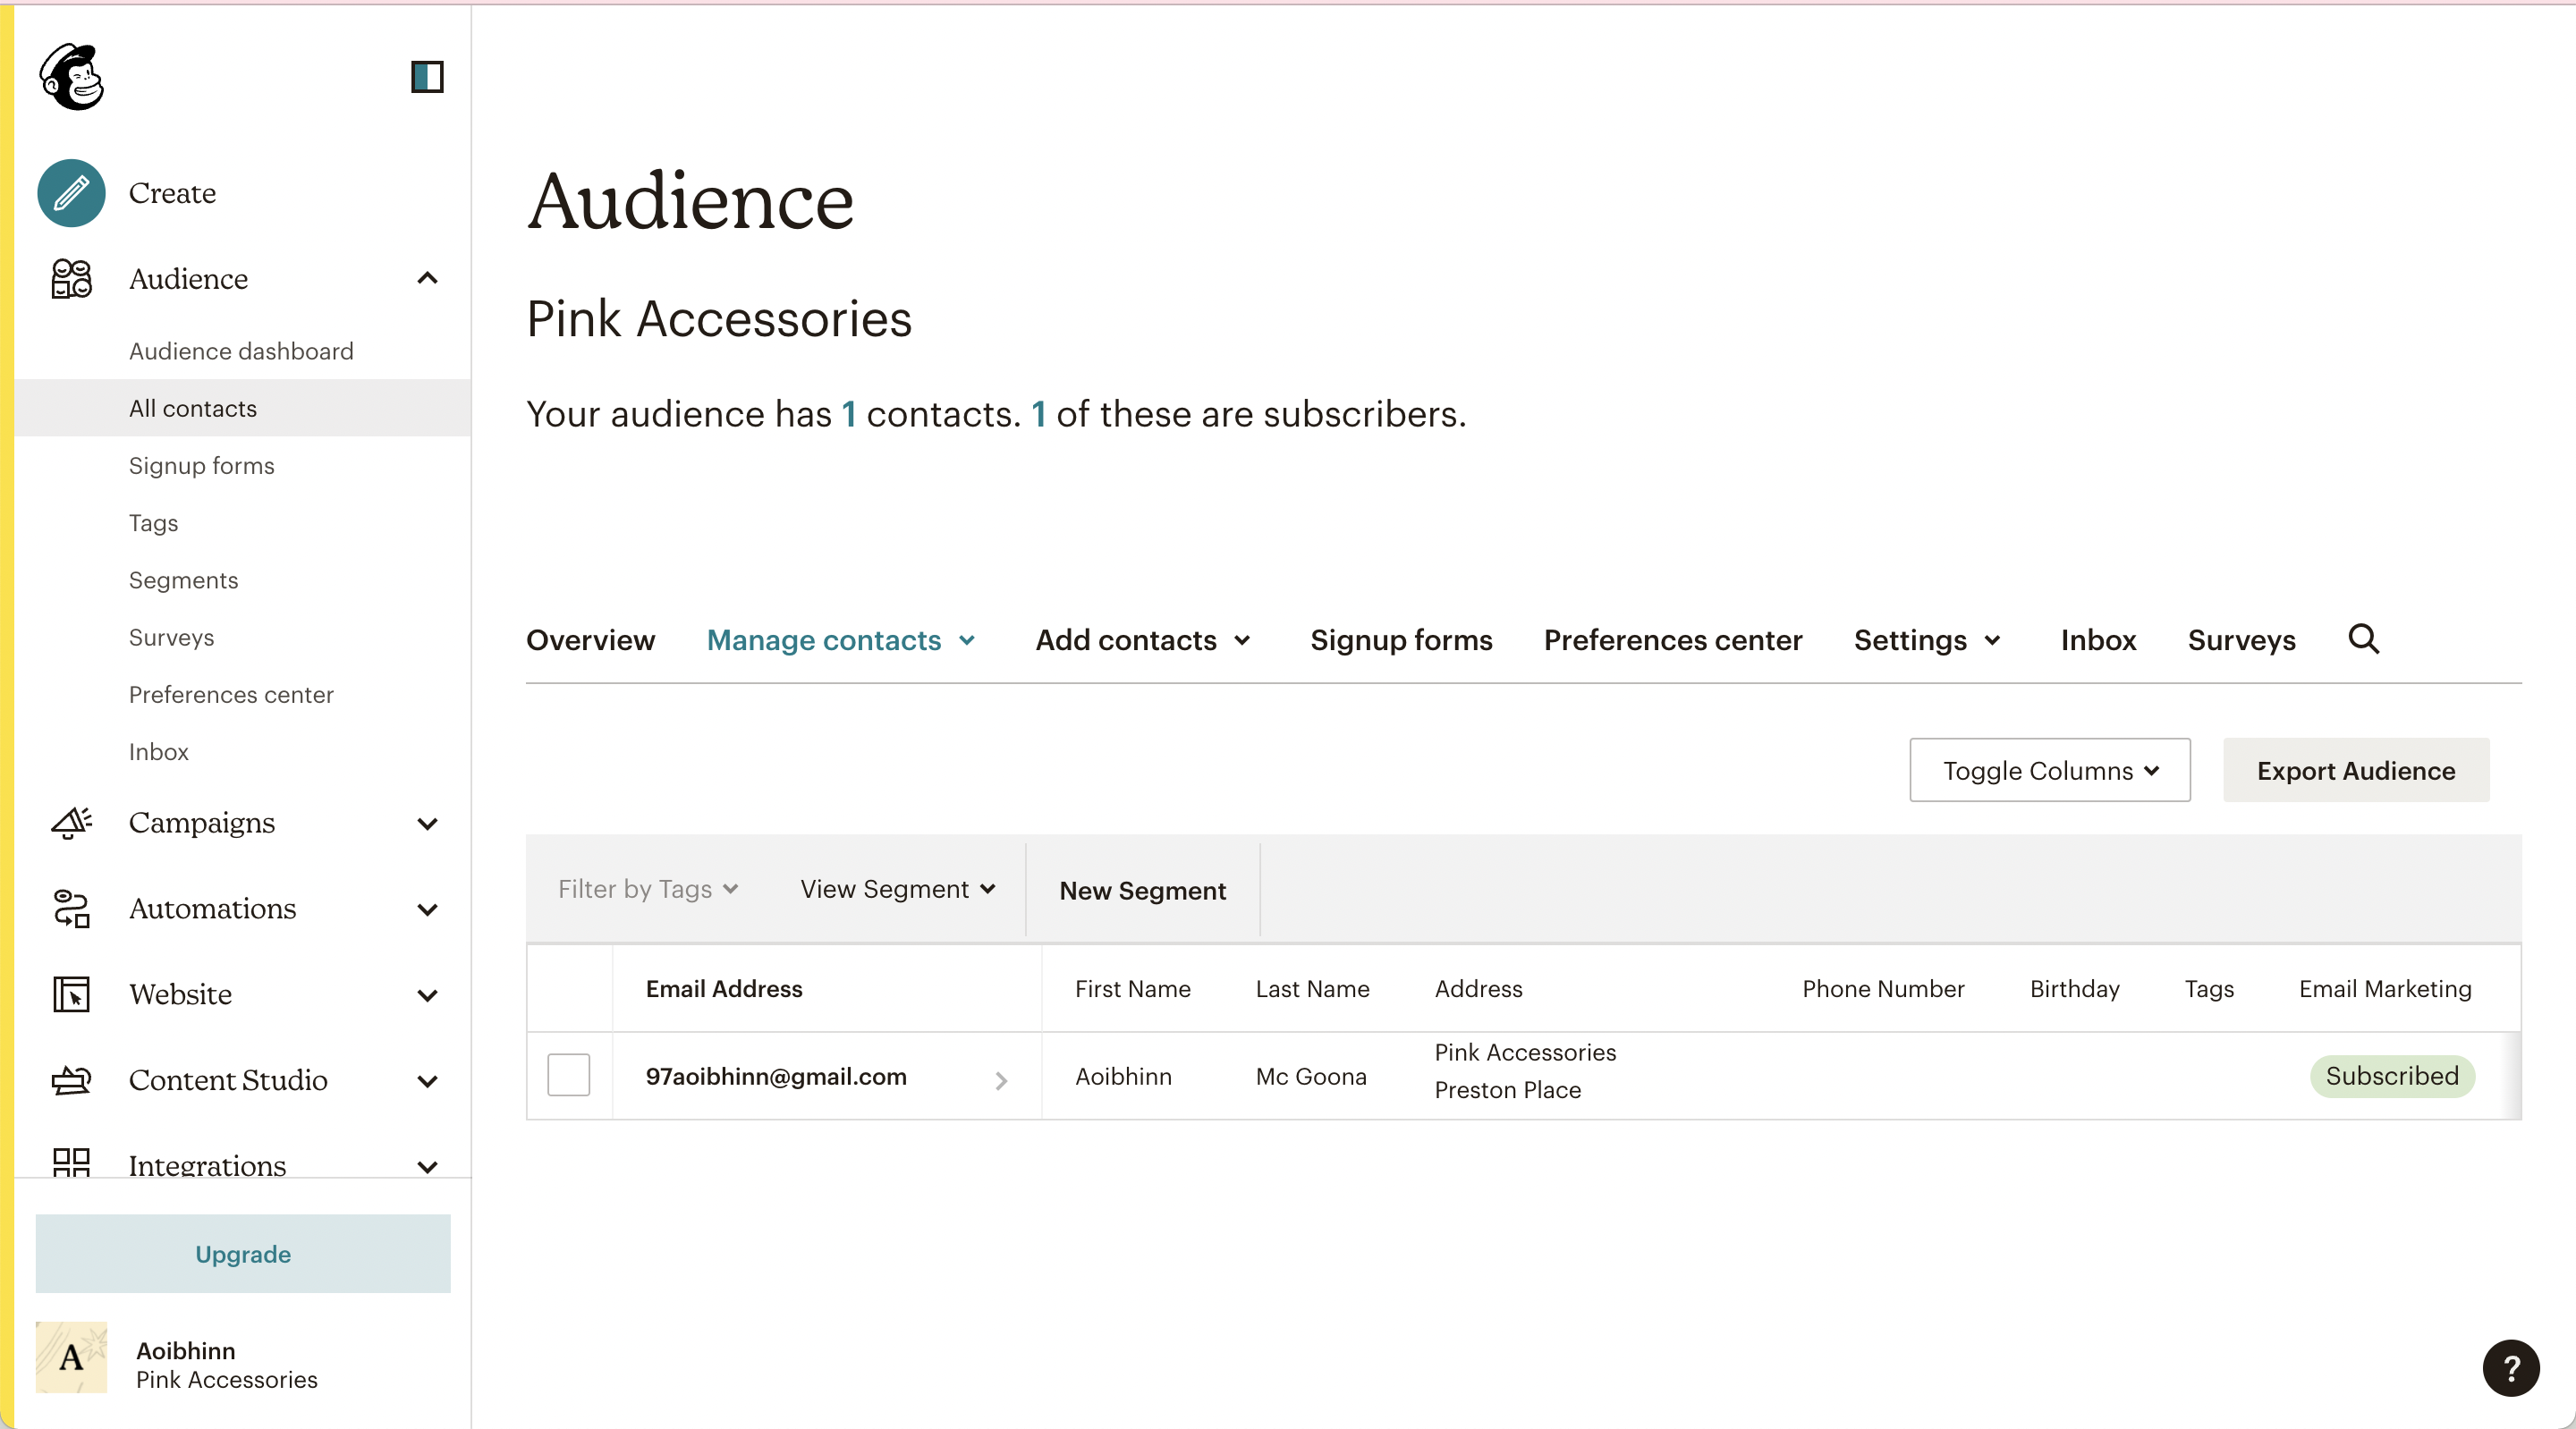 Create
Audience
Audience dashboard
All contacts
Signup forms
Tags
Segments
Surveys
Preferences center
Inbox
Campaigns
Automations
Website
Content Studio
Integrations
Upgrade
A
Aoibhinn
Pink Accessories
Audience
Pink Accessories
Your audience has 1 contacts. 1 of these are subscribers.
Overview Manage contacts Add contacts Signup forms Preferences center Settings Inbox Surveys
Toggle Columns Export Audience
Filter by Tags View Segment New Segment
Email Address First Name Last Name Address Phone Number Birthday Tags Email Marketing
97aoibhinn@gmail.com Aoibhinn Mc Goona Pink Accessories
Preston Place
Subscribed
?